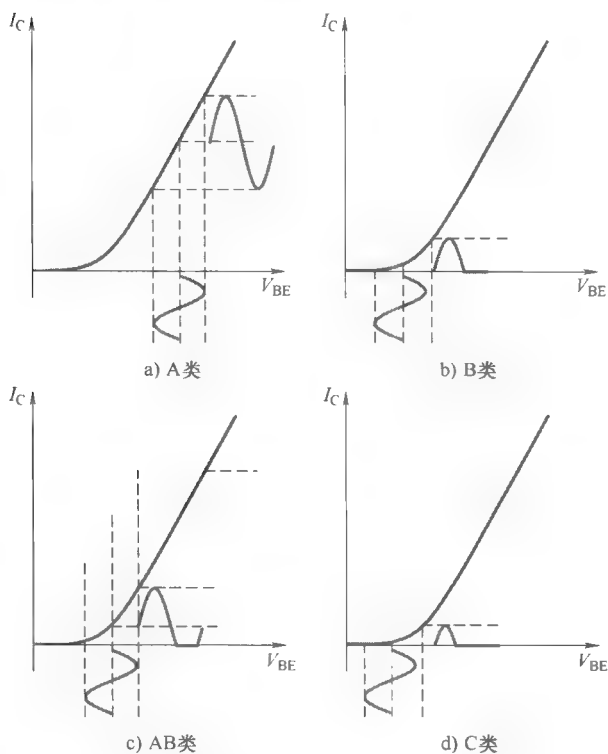 I_C
V_BE
a) A类
I_C
V_BE
b) B类
I_C
V_BE
c) AB类
I_C
V_BE
d) C类